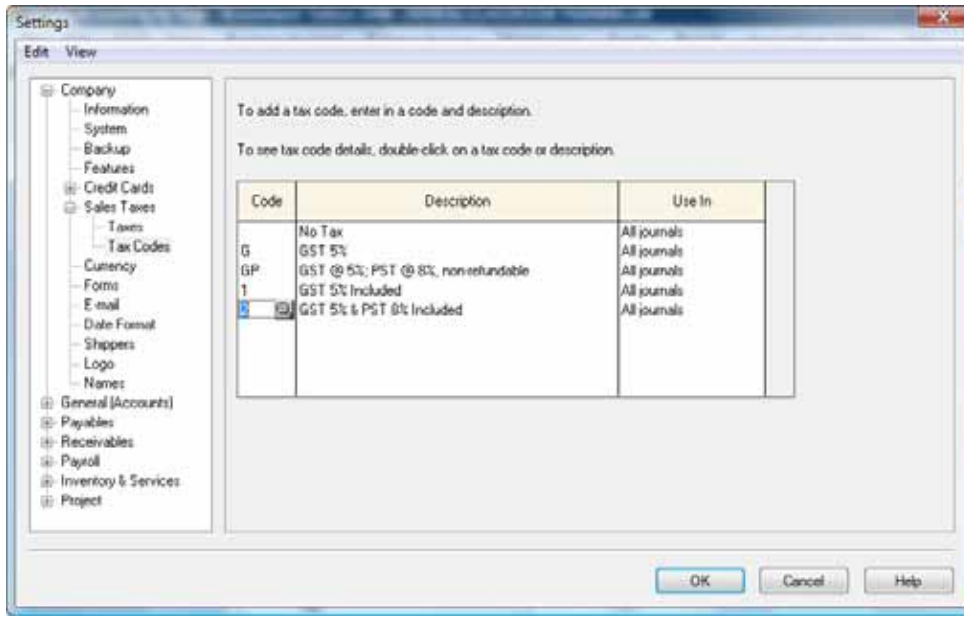 Settings
Edit View
Company
Information
System
Backup
Features
Credit Cards
Sales Taxes
Taxes
Tax Codes
Currency
Forms
E-mail
Date Format
Shippers
Logo
Names
General (Accounts)
Payables
Receivables
Payroll
Inventory & Services
Project
To add a tax code, enter in a code and description.
To see tax code details, double-click on a tax code or description.
Code Description Use In
No Tax All journals
G GST 5% All journals
GP GST @ 5%; PST @ 8%, non-refundable All journals
1 GST 5% Included All journals
2 GST 5% & PST 8% Included All journals
OK Cancel Help